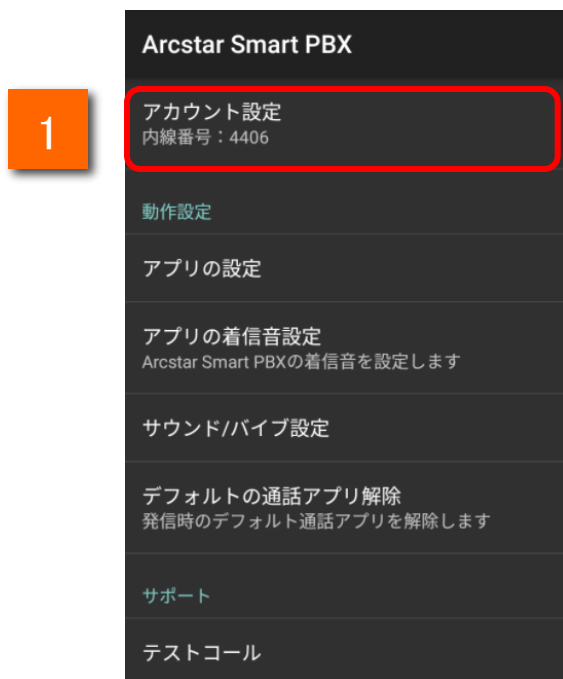 Arcstar Smart PBX
1
アカウント設定
内線番号：4406
動作設定
アプリの設定
アプリの着信音設定
Arcstar Smart PBXの着信音を設定します
サウンド/バイブ設定
デフォルトの通話アプリ解除
発信時のデフォルト通話アプリを解除します
サポート
テストコール